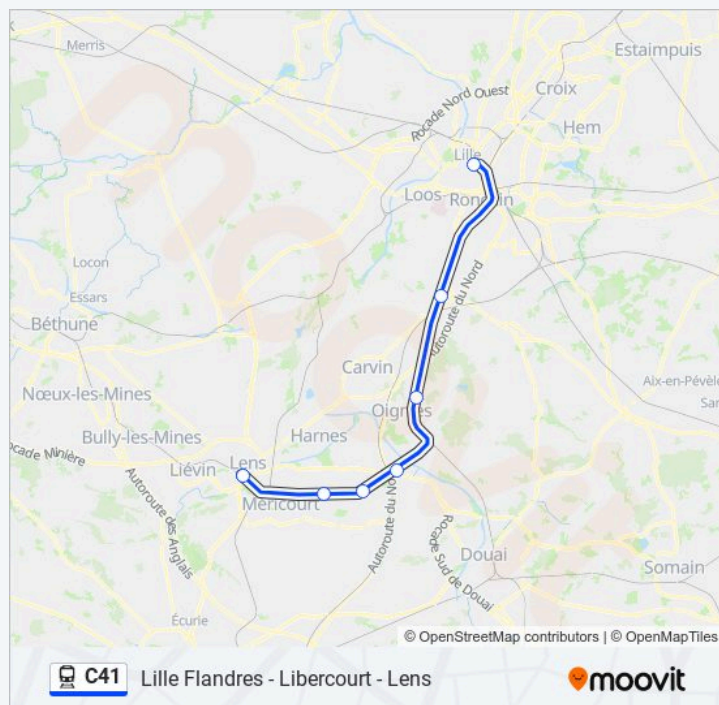 Merris
Estaimpuis
Croix
Rocade Nord Ouest
Hem
Lille
Loos
Ronchin
Locon
Essars
Autoroute du Nord
Béthune
Carvin
Aix-en-Pévèle
Nœux-les-Mines
Oignies
Bully-les-Mines
Harnes
Rocade Minière
Liévin
Lens
Méricourt
Autoroute des Anglais
Autoroute du Nord
Rocade Sud de Douai
Douai
Somain
Écurie
© OpenStreetMap contributors | © OpenMapTiles
C41 Lille Flandres - Libercourt - Lens
moovit